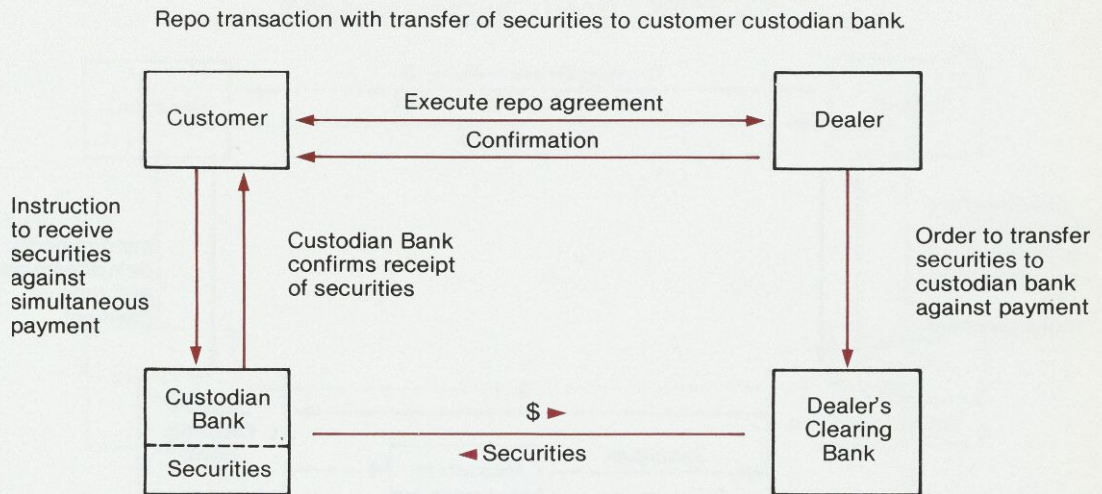 Repo transaction with transfer of securities to customer custodian bank.
Customer
Execute repo agreement
Confirmation
Dealer
Instruction
to receive
securities
against
simultaneous
payment
Custodian Bank
confirms receipt
of securities
Order to transfer
securities to
custodian bank
against payment
Custodian
Bank
Securities
$
Securities
Dealer's
Clearing
Bank